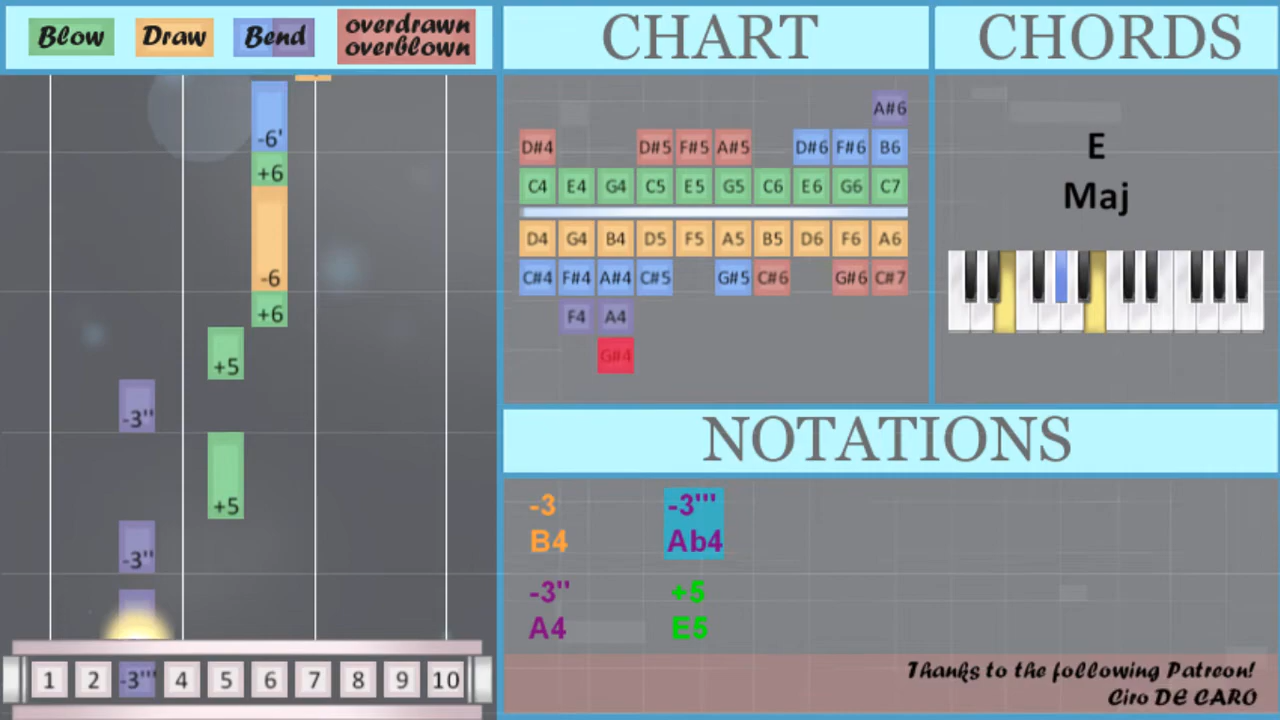 Blow Draw Bend overdrawn
overblown
CHART
CHORDS
-6'
+6
-6
+6
+5
-3''
+5
-3''
1 2 -3''' 4 5 6 7 8 9 10
A#6
D#4 D#5 F#5 A#5 D#6 F#6 B6
C4 E4 G4 C5 E5 G5 C6 E6 G6 C7
D4 G4 B4 D5 F5 A5 B5 D6 F6 A6
C#4 F#4 A#4 C#5 G#5 C#6 G#6 C#7
F4 A4
G#4
E
Maj
NOTATIONS
-3 -3'''
B4 Ab4
-3'' +5
A4 E5
Thanks to the following Patreon!
Ciro DE CARO